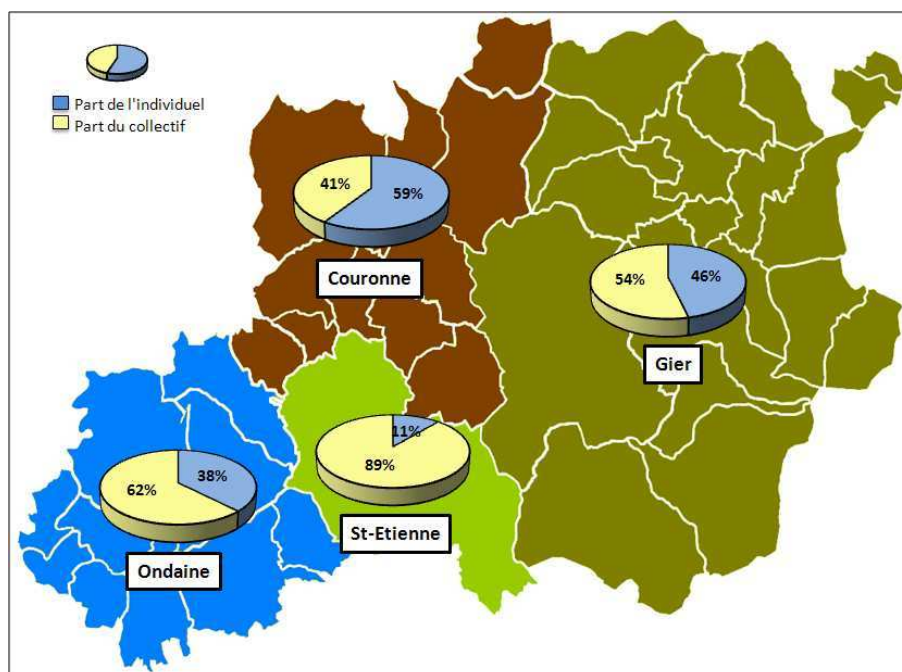 Part de l'individuel
Part du collectif
41%
59%
Couronne
54%
46%
Gier
11%
89%
St-Etienne
62%
38%
Ondaine